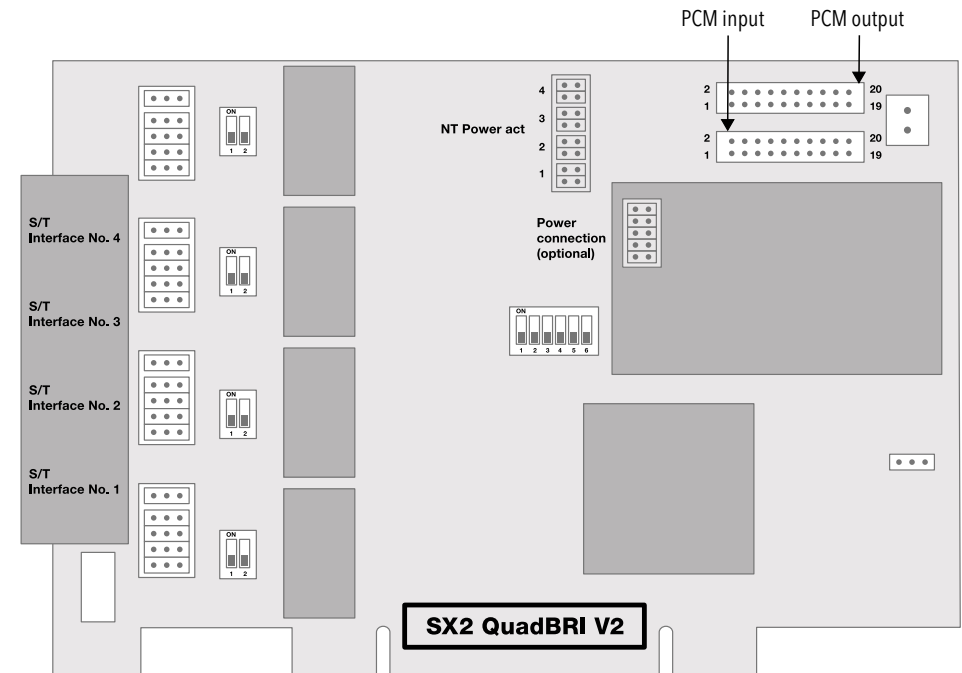 PCM input PCM output
4
3
2
1
NT Power act
2 20
1 19
2 20
1 19
Power
connection
(optional)
ON
1 2 3 4 5 6
ON
1 2
ON
1 2
ON
1 2
ON
1 2
S/T
Interface No. 4
S/T
Interface No. 3
S/T
Interface No. 2
S/T
Interface No. 1
SX2 QuadBRI V2